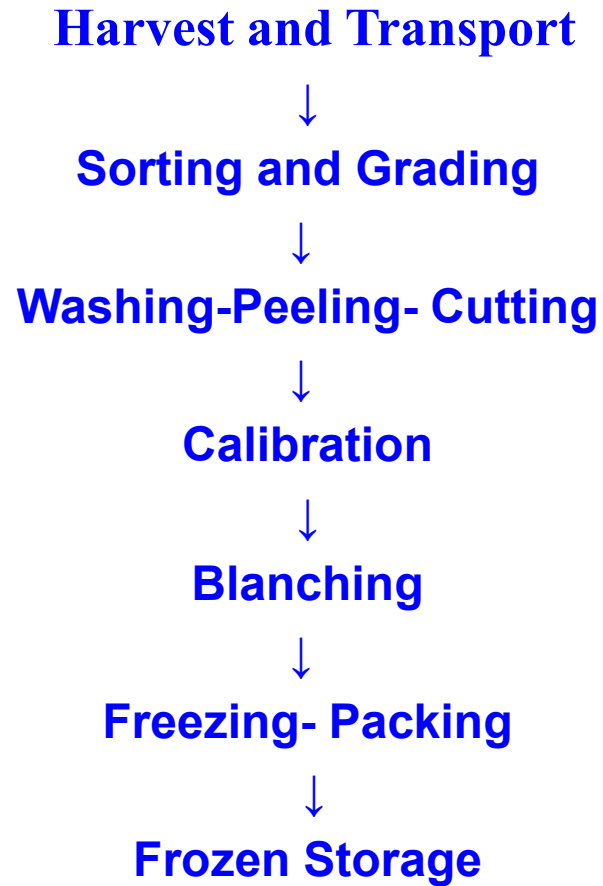 Harvest and Transport
↓
Sorting and Grading
↓
Washing-Peeling- Cutting
↓
Calibration
↓
Blanching
↓
Freezing- Packing
↓
Frozen Storage